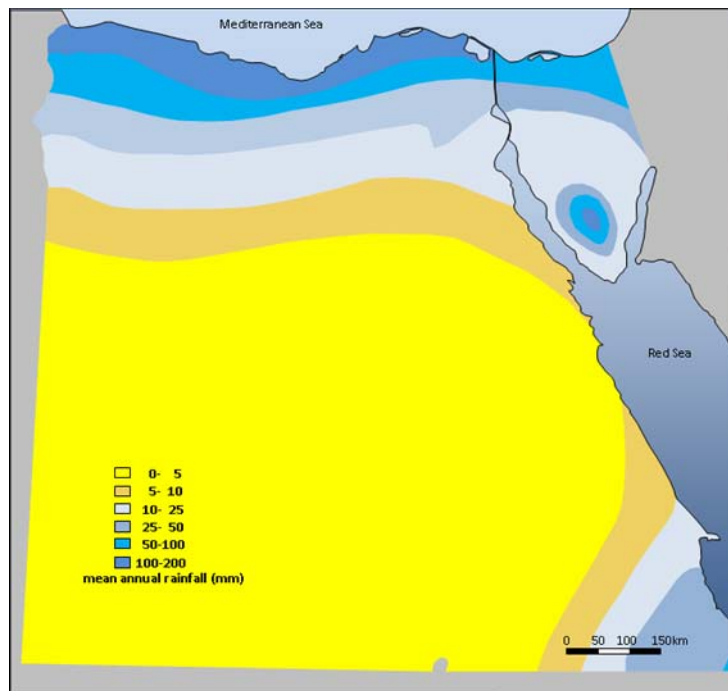 Mediterranean Sea
Red Sea
0- 5
5- 10
10- 25
25- 50
50-100
100-200
mean annual rainfall (mm)
0 50 100 150km